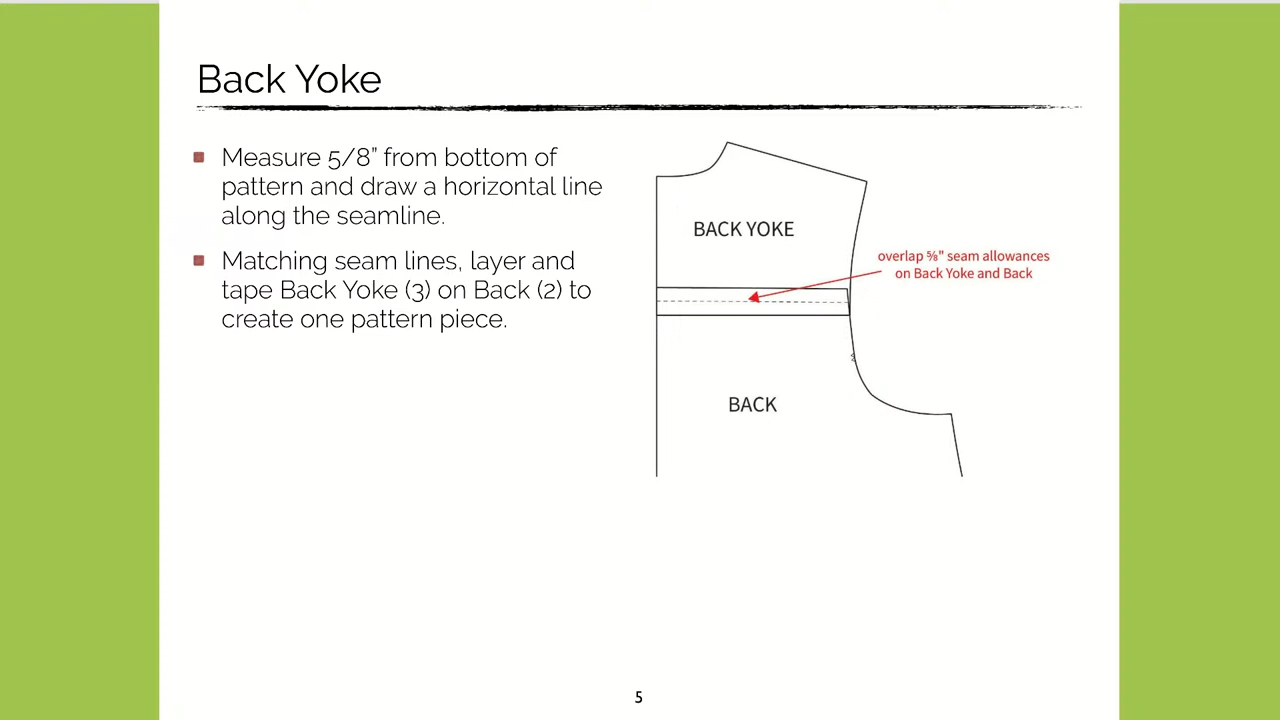 Back Yoke
Measure 5/8” from bottom of
pattern and draw a horizontal line
along the seamline.
Matching seam lines, layer and
tape Back Yoke (3) on Back (2) to
create one pattern piece.
BACK YOKE
overlap ⅝" seam allowances
on Back Yoke and Back
BACK
5